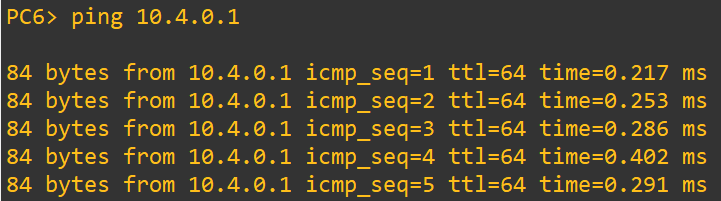 PC6> ping 10.4.0.1
84 bytes from 10.4.0.1 icmp_seq=1 ttl=64 time=0.217 ms
84 bytes from 10.4.0.1 icmp_seq=2 ttl=64 time=0.253 ms
84 bytes from 10.4.0.1 icmp_seq=3 ttl=64 time=0.286 ms
84 bytes from 10.4.0.1 icmp_seq=4 ttl=64 time=0.402 ms
84 bytes from 10.4.0.1 icmp_seq=5 ttl=64 time=0.291 ms